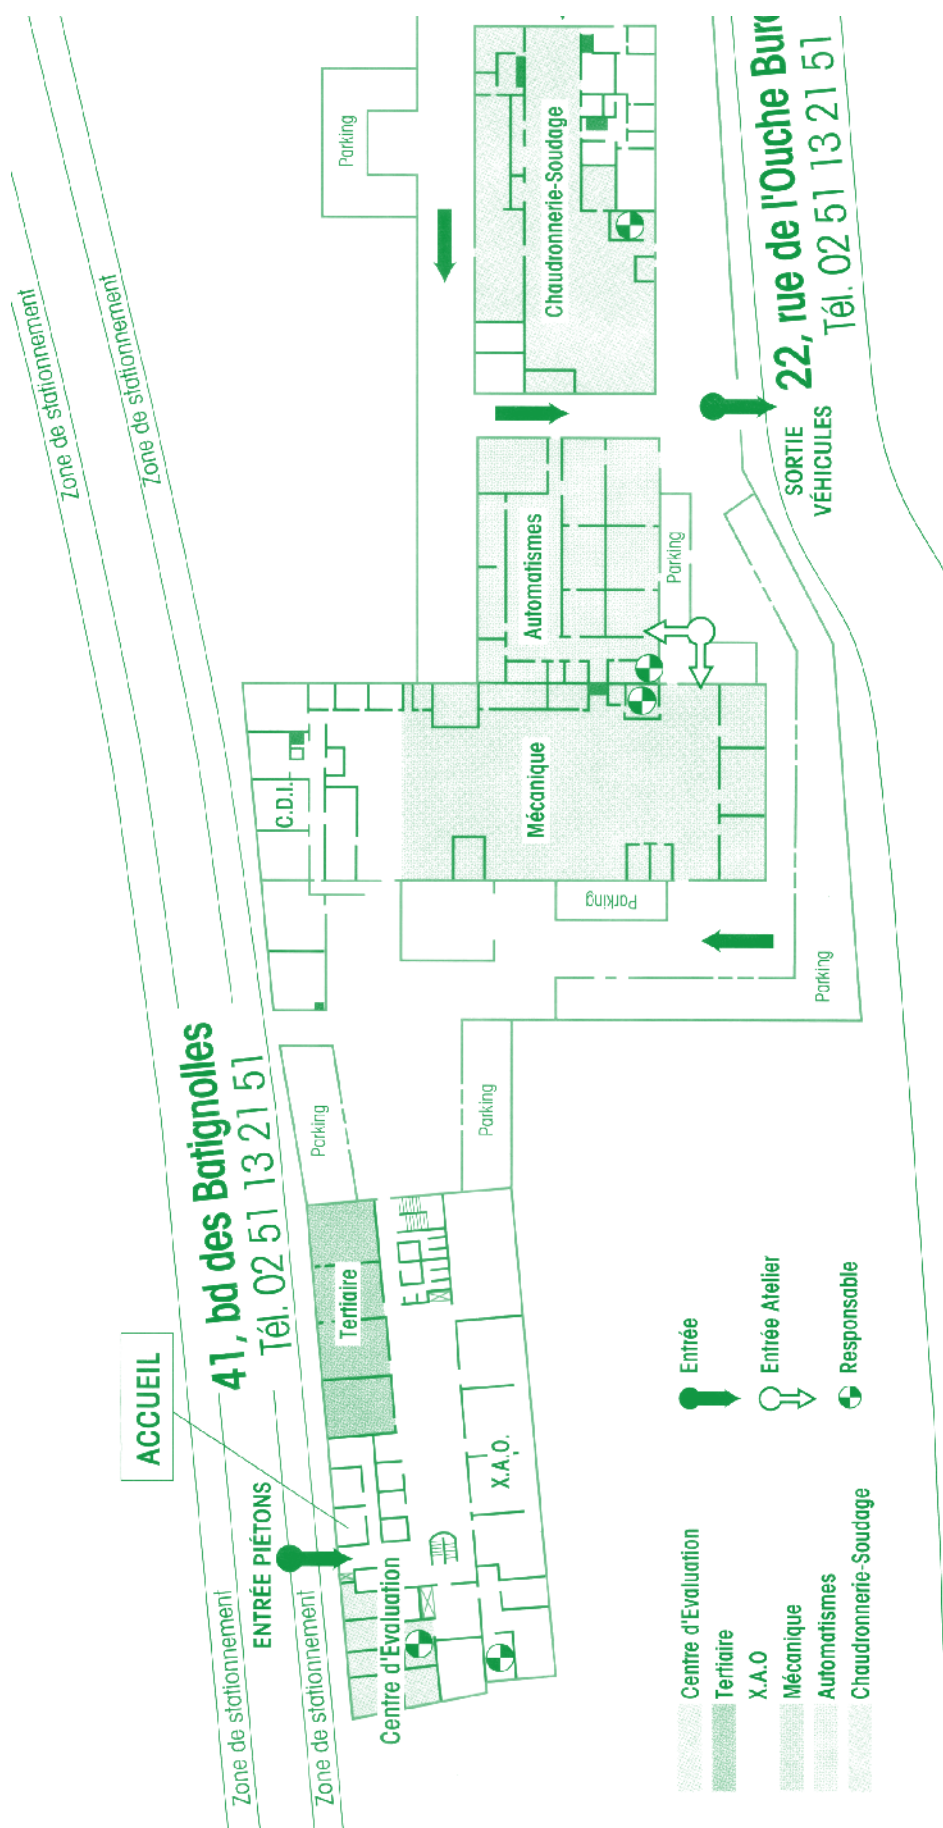 Zone de stationnement
Zone de stationnement
Zone de stationnement
Zone de stationnement
ACCUEIL
41, bd des Batignolles
Tél. 02 51 13 21 51
ENTRÉE PIÉTONS
Centre d'Evaluation
Tertiaire
X.A.O.
Parking
Parking
C.D.I.
Mécanique
Parking
Parking
Automatismes
Parking
Chaudronnerie-Soudage
Parking
SORTIE
VÉHICULES
22, rue de l'Ouche Buro
Tél. 02 51 13 21 51
Centre d'Evaluation
Tertiaire
X.A.O
Mécanique
Automatismes
Chaudronnerie-Soudage
Entrée
Entrée Atelier
Responsable